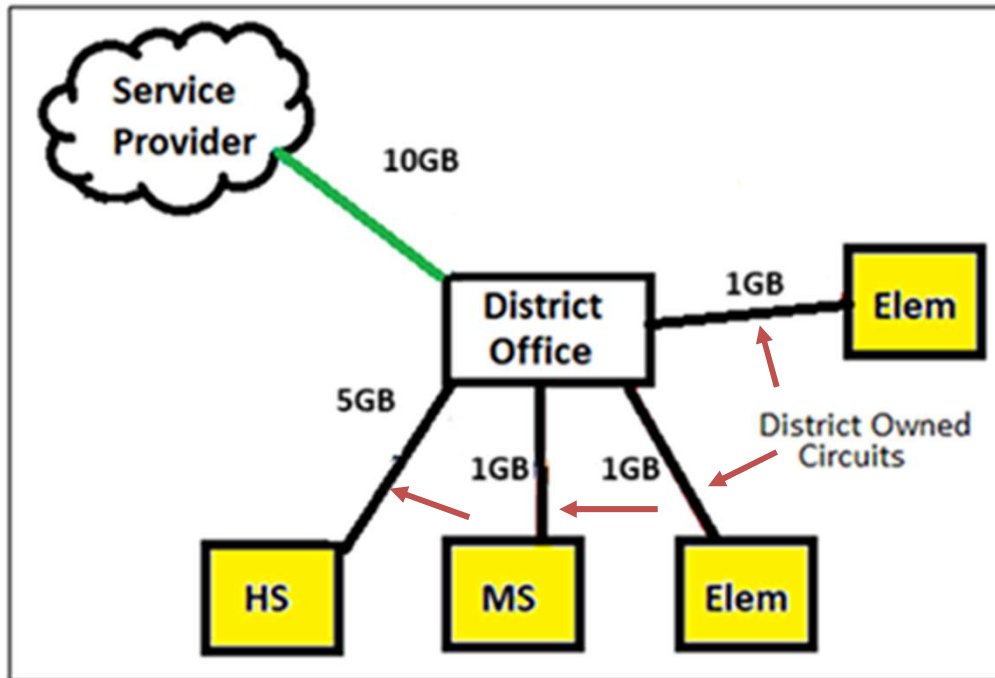 Service
Provider
10GB
1GB
Elem
District
Office
5GB
District Owned
Circuits
1GB
1GB
HS
MS
Elem